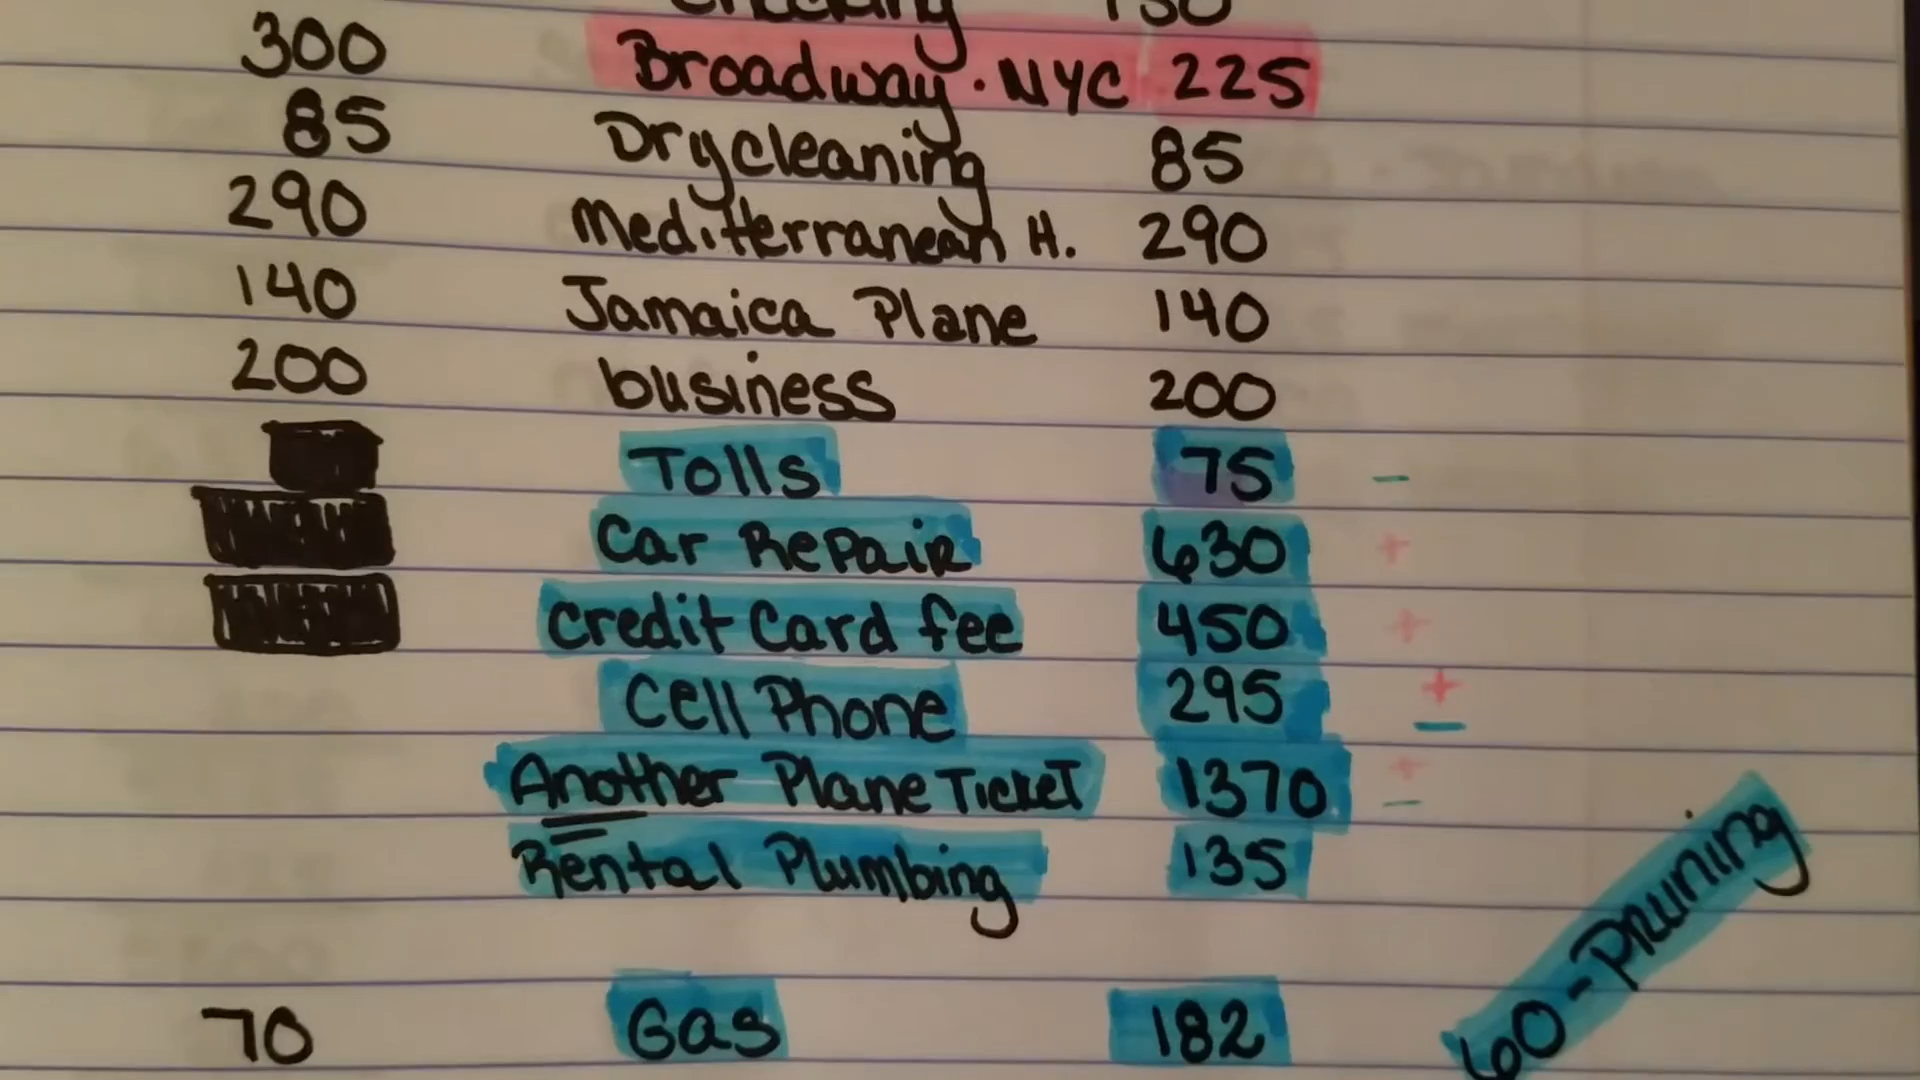 300 Broadway · NYC 225
85 Drycleaning 85
290 Mediterranean H. 290
140 Jamaica Plane 140
200 business 200
Tolls 75 -
Car Repair 630 +
Credit Card fee 450 +
Cell Phone 295 + -
Another Plane Ticket 1370 + -
Rental Plumbing 135
70 Gas 182
60 - Pruning